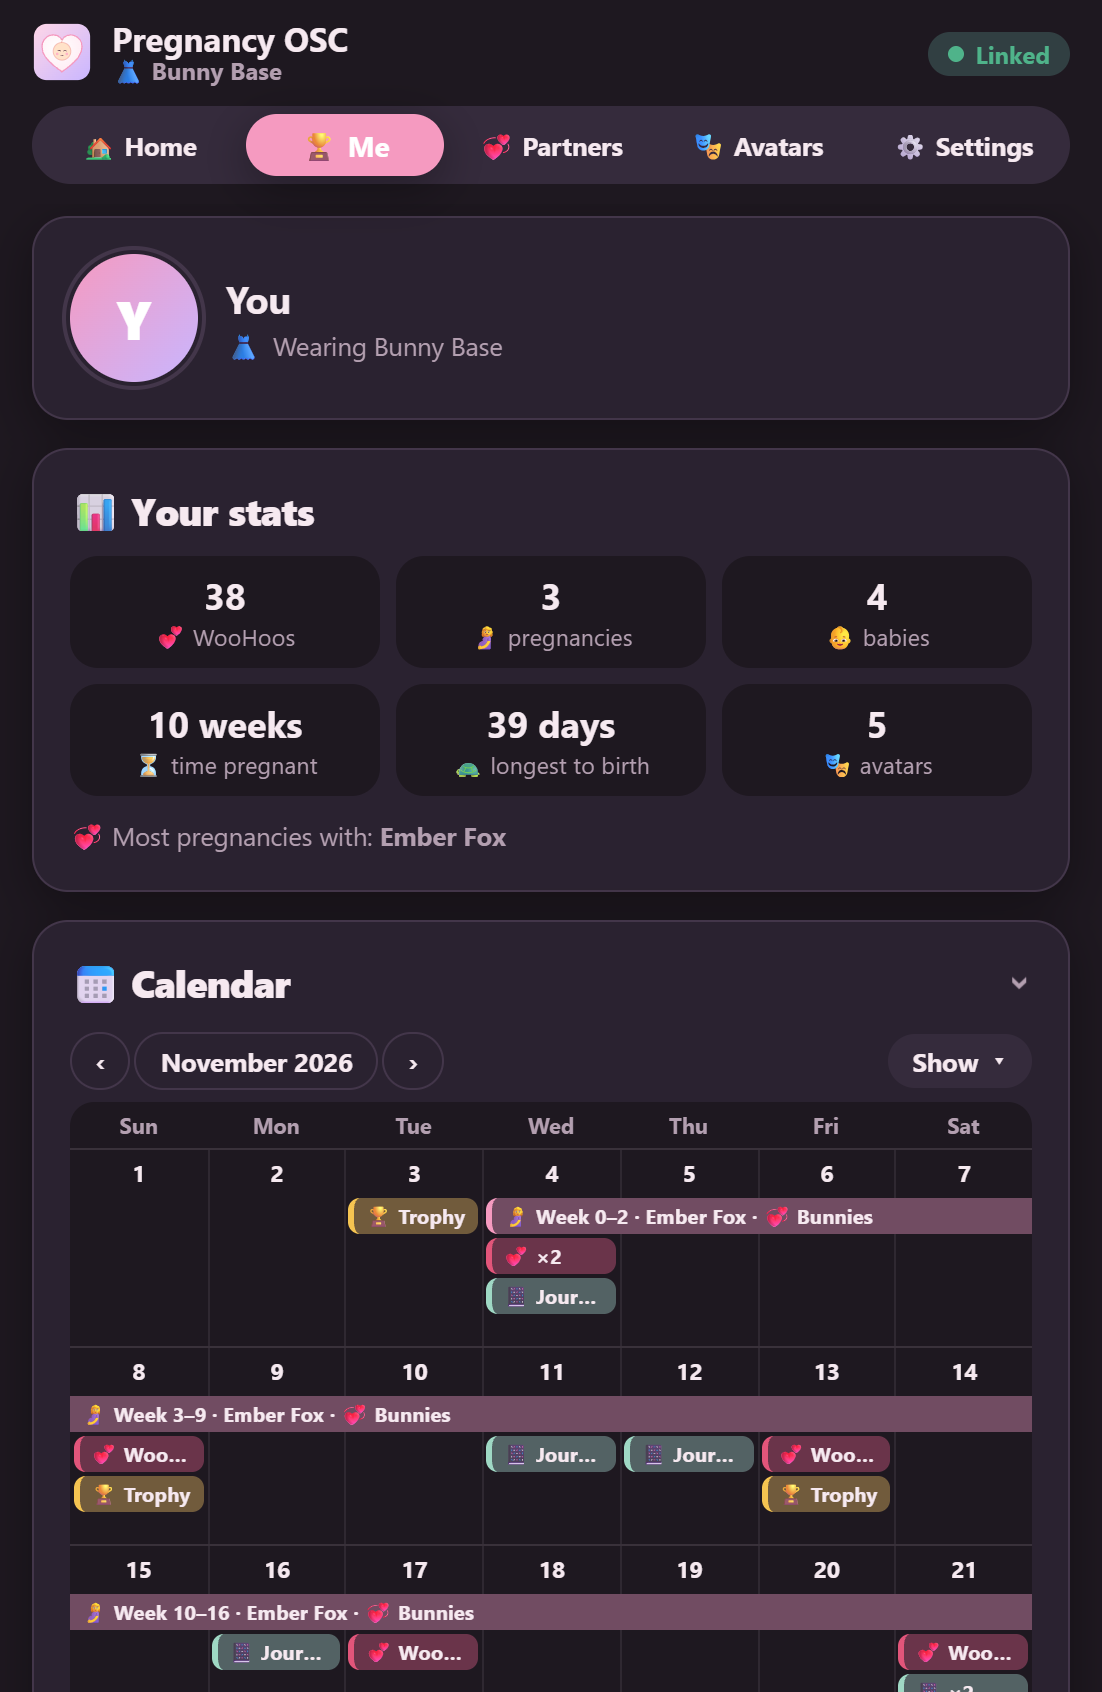 Pregnancy OSC
Bunny Base
Linked
Home
Me
Partners
Avatars
Settings
Y
You
Wearing Bunny Base
Your stats
38
WooHoos
3
pregnancies
4
babies
10 weeks
time pregnant
39 days
longest to birth
5
avatars
Most pregnancies with: Ember Fox
Calendar
‹ November 2026 ›
Show ▼
Sun Mon Tue Wed Thu Fri Sat
1 2 3 4 5 6 7
Trophy
Week 0–2 · Ember Fox · Bunnies
×2
Jour...
8 9 10 11 12 13 14
Week 3–9 · Ember Fox · Bunnies
Woo... Jour... Jour... Woo...
Trophy Trophy
15 16 17 18 19 20 21
Week 10–16 · Ember Fox · Bunnies
Jour... Woo... Woo...
×2